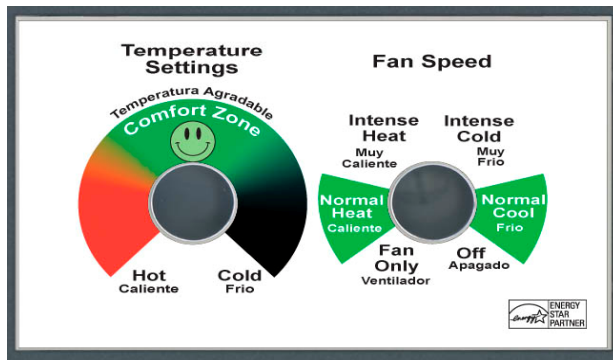 Temperature
Settings
Temperatura Agradable
Comfort Zone
Hot
Caliente
Cold
Frio
Fan Speed
Intense
Heat
Muy
Caliente
Intense
Cold
Muy
Frio
Normal
Heat
Caliente
Normal
Cool
Frio
Fan
Only
Ventilador
Off
Apagado
energy
ENERGY
STAR
PARTNER